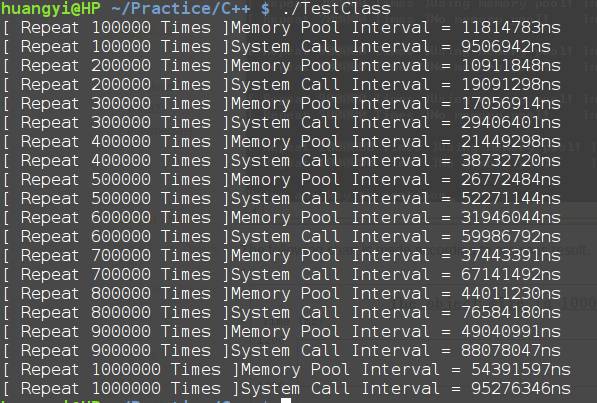 huangyi@HP ~/Practice/C++ $ ./TestClass
[ Repeat 100000 Times ]Memory Pool Interval = 11814783ns
[ Repeat 100000 Times ]System Call Interval = 9506942ns
[ Repeat 200000 Times ]Memory Pool Interval = 10911848ns
[ Repeat 200000 Times ]System Call Interval = 19091298ns
[ Repeat 300000 Times ]Memory Pool Interval = 17056914ns
[ Repeat 300000 Times ]System Call Interval = 29406401ns
[ Repeat 400000 Times ]Memory Pool Interval = 21449298ns
[ Repeat 400000 Times ]System Call Interval = 38732720ns
[ Repeat 500000 Times ]Memory Pool Interval = 26772484ns
[ Repeat 500000 Times ]System Call Interval = 52271144ns
[ Repeat 600000 Times ]Memory Pool Interval = 31946044ns
[ Repeat 600000 Times ]System Call Interval = 59986792ns
[ Repeat 700000 Times ]Memory Pool Interval = 37443391ns
[ Repeat 700000 Times ]System Call Interval = 67141492ns
[ Repeat 800000 Times ]Memory Pool Interval = 44011230ns
[ Repeat 800000 Times ]System Call Interval = 76584180ns
[ Repeat 900000 Times ]Memory Pool Interval = 49040991ns
[ Repeat 900000 Times ]System Call Interval = 88078047ns
[ Repeat 1000000 Times ]Memory Pool Interval = 54391597ns
[ Repeat 1000000 Times ]System Call Interval = 95276346ns
huangyi@HP ~/Practice/C++ $